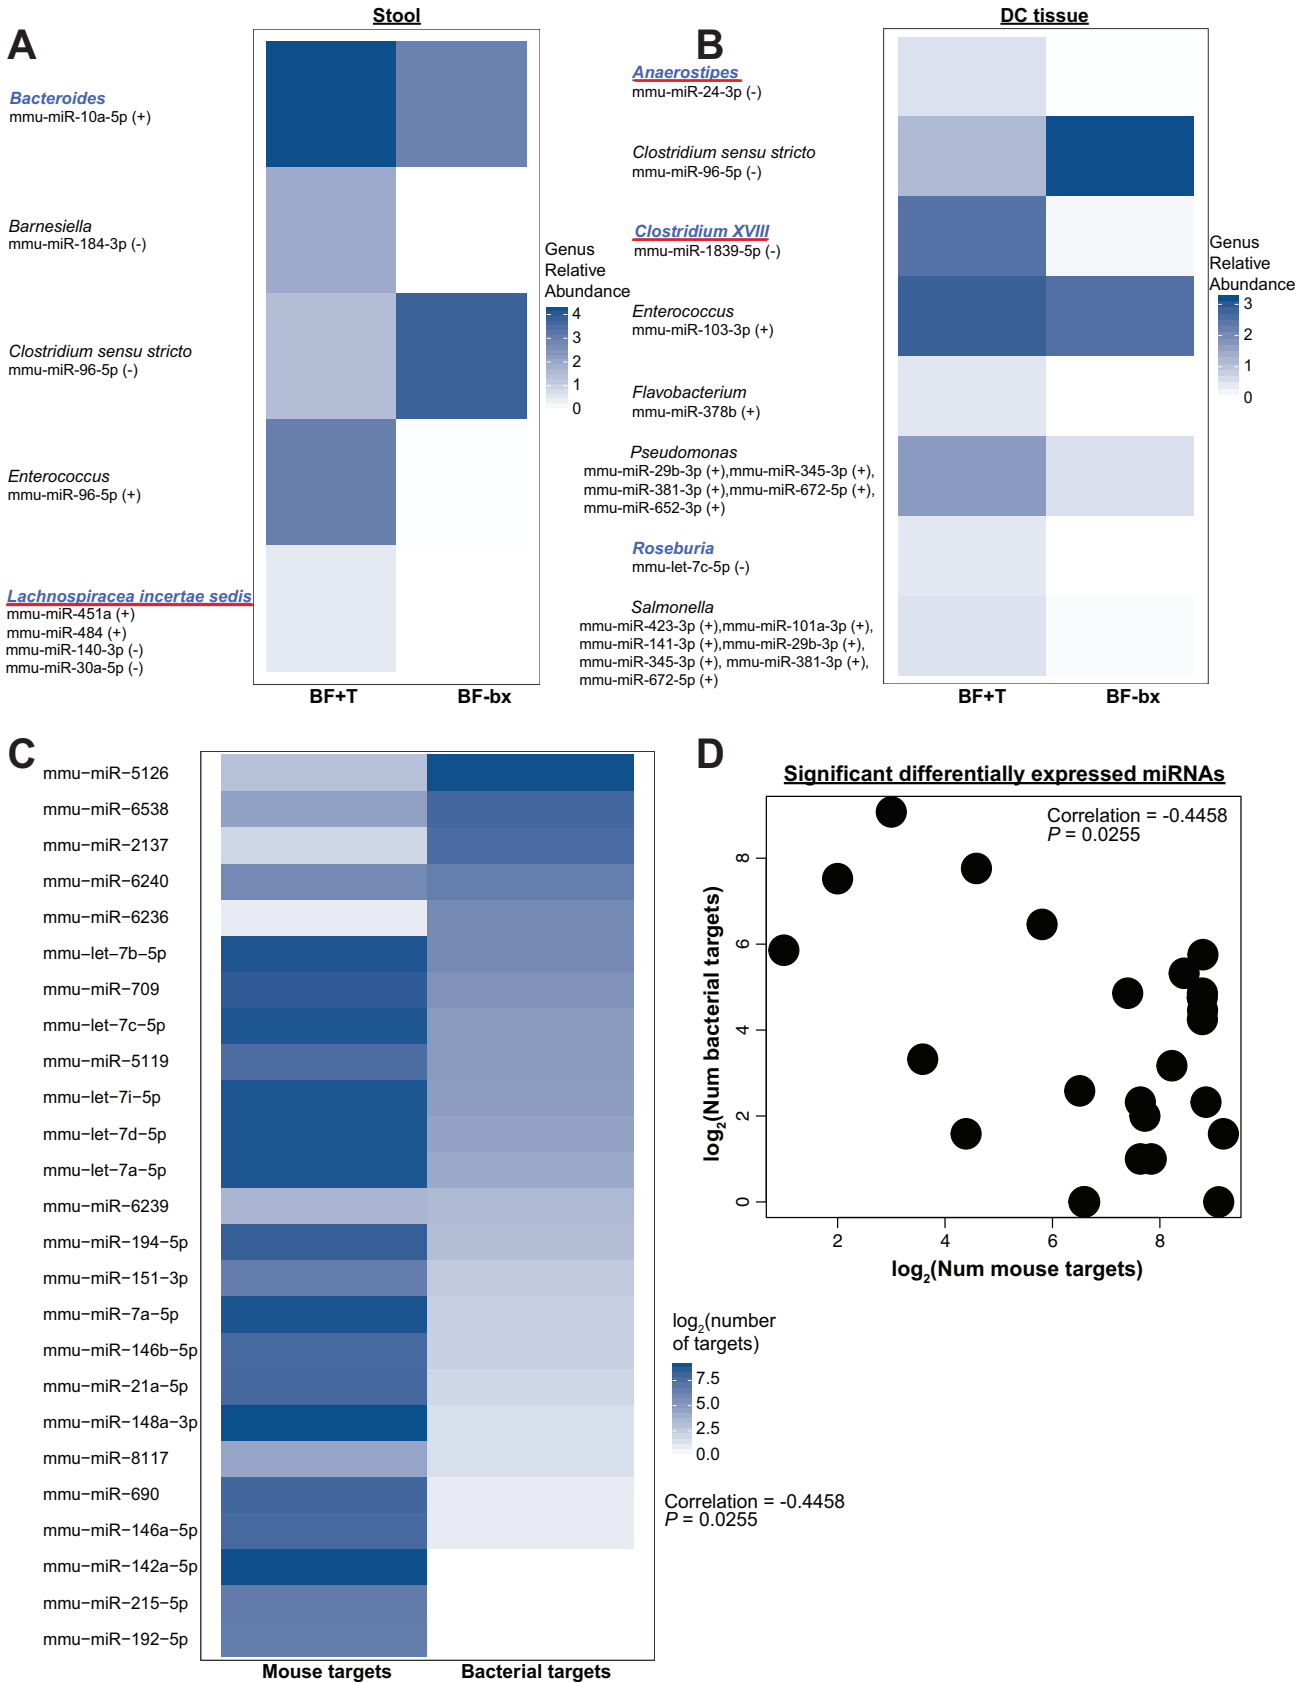 A
Stool
Bacteroides
mmu-miR-10a-5p (+)
Barnesiella
mmu-miR-184-3p (-)
Clostridium sensu stricto
mmu-miR-96-5p (-)
Enterococcus
mmu-miR-96-5p (+)
Lachnospiracea incertae sedis
mmu-miR-451a (+)
mmu-miR-484 (+)
mmu-miR-140-3p (-)
mmu-miR-30a-5p (-)
BF+T
BF-bx
Genus
Relative
Abundance
4
3
2
1
0
B
DC tissue
Anaerostipes
mmu-miR-24-3p (-)
Clostridium sensu stricto
mmu-miR-96-5p (-)
Clostridium XVIII
mmu-miR-1839-5p (-)
Enterococcus
mmu-miR-103-3p (+)
Flavobacterium
mmu-miR-378b (+)
Pseudomonas
mmu-miR-29b-3p (+),mmu-miR-345-3p (+),
mmu-miR-381-3p (+),mmu-miR-672-5p (+),
mmu-miR-652-3p (+)
Roseburia
mmu-let-7c-5p (-)
Salmonella
mmu-miR-423-3p (+),mmu-miR-101a-3p (+),
mmu-miR-141-3p (+),mmu-miR-29b-3p (+),
mmu-miR-345-3p (+), mmu-miR-381-3p (+),
mmu-miR-672-5p (+)
BF+T
BF-bx
Genus
Relative
Abundance
3
2
1
0
C
mmu−miR−5126
mmu−miR−6538
mmu−miR−2137
mmu−miR−6240
mmu−miR−6236
mmu−let−7b−5p
mmu−miR−709
mmu−let−7c−5p
mmu−miR−5119
mmu−let−7i−5p
mmu−let−7d−5p
mmu−let−7a−5p
mmu−miR−6239
mmu−miR−194−5p
mmu−miR−151−3p
mmu−miR−7a−5p
mmu−miR−146b−5p
mmu−miR−21a−5p
mmu−miR−148a−3p
mmu−miR−8117
mmu−miR−690
mmu−miR−146a−5p
mmu−miR−142a−5p
mmu−miR−215−5p
mmu−miR−192−5p
Mouse targets
Bacterial targets
log2(number
of targets)
7.5
5.0
2.5
0.0
Correlation = -0.4458
P = 0.0255
D
Significant differentially expressed miRNAs
Correlation = -0.4458
P = 0.0255
log2(Num bacterial targets)
8
6
4
2
0
2
4
6
8
log2(Num mouse targets)